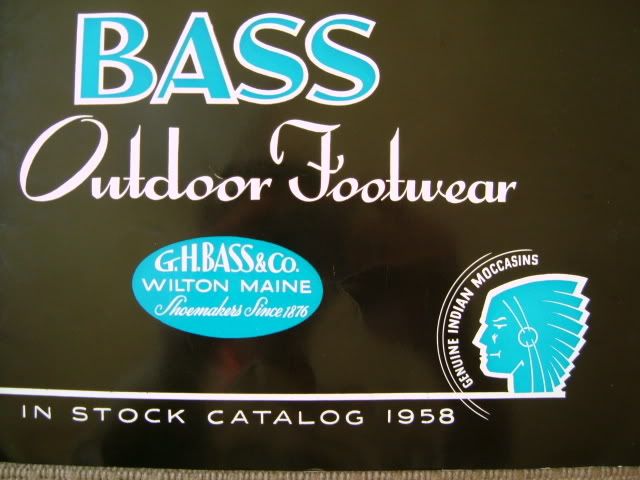 BASS
Outdoor Footwear
G.H.BASS & CO.
WILTON MAINE
Shoemakers Since 1876
GENUINE INDIAN MOCCASINS
IN STOCK CATALOG 1958